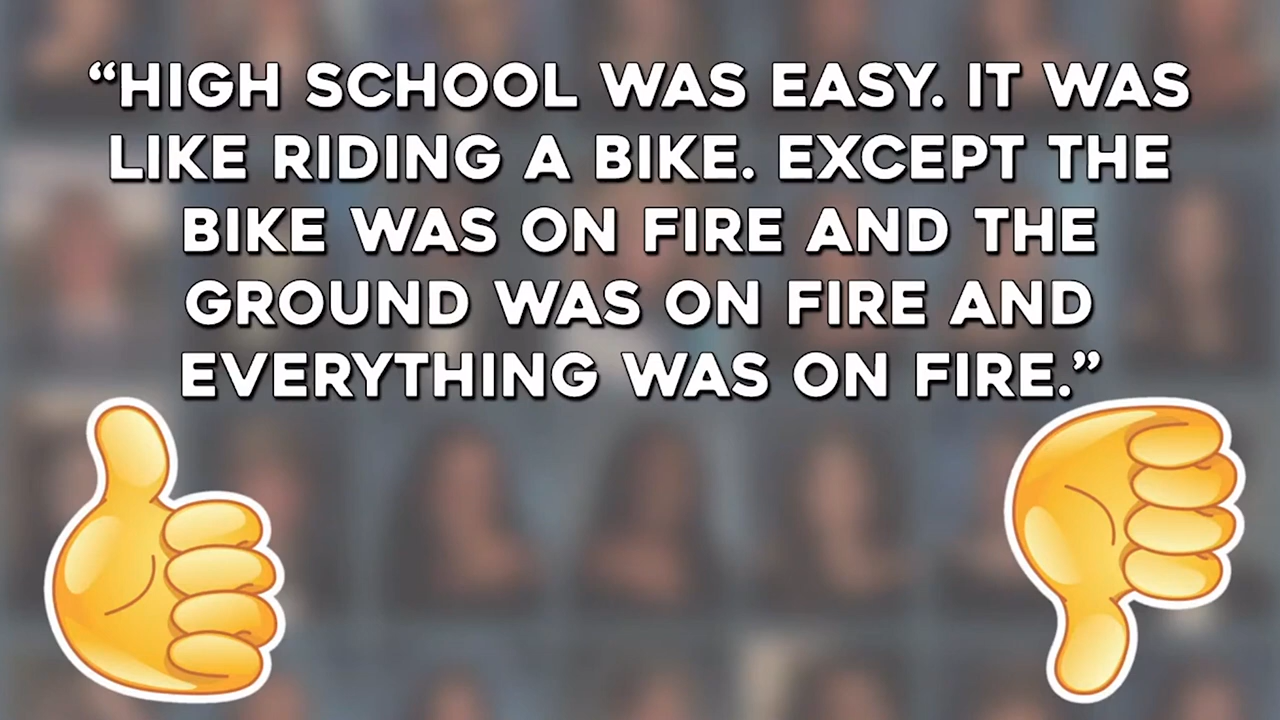 “HIGH SCHOOL WAS EASY. IT WAS
LIKE RIDING A BIKE. EXCEPT THE
BIKE WAS ON FIRE AND THE
GROUND WAS ON FIRE AND
EVERYTHING WAS ON FIRE.”